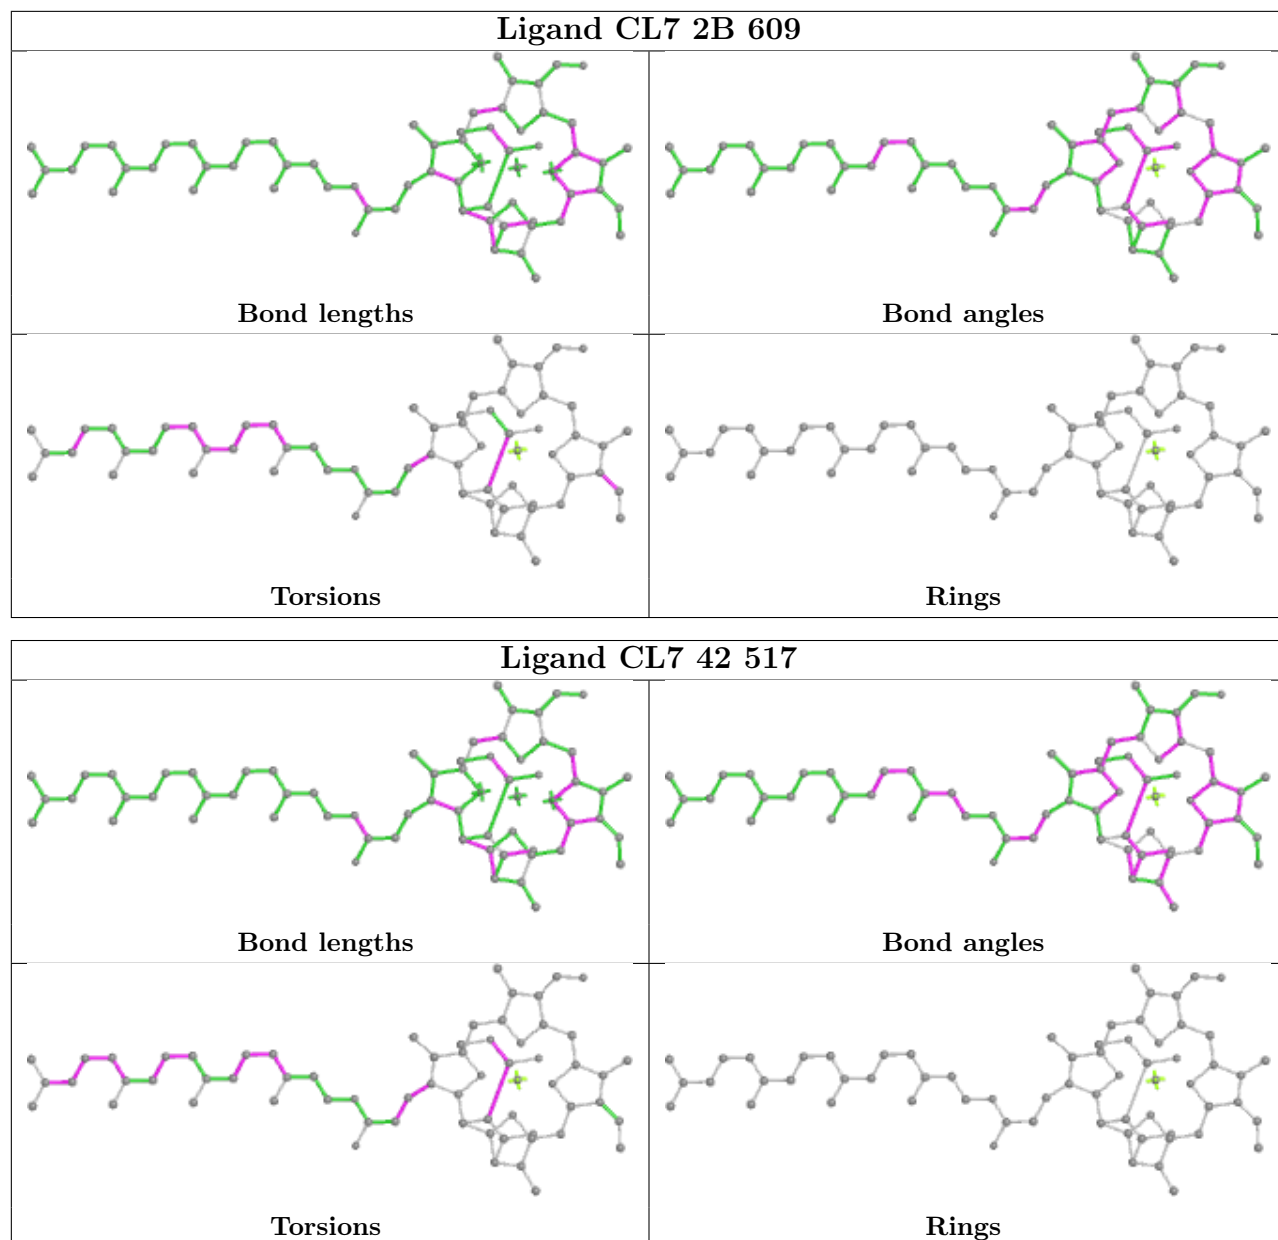 Ligand CL7 2B 609
Bond lengths
Bond angles
Torsions
Rings
Ligand CL7 42 517
Bond lengths
Bond angles
Torsions
Rings